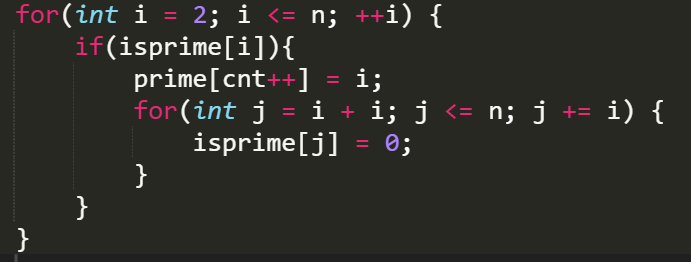 for(int i = 2; i <= n; ++i) {
    if(isprime[i]){
        prime[cnt++] = i;
        for(int j = i + i; j <= n; j += i) {
            isprime[j] = 0;
        }
    }
}